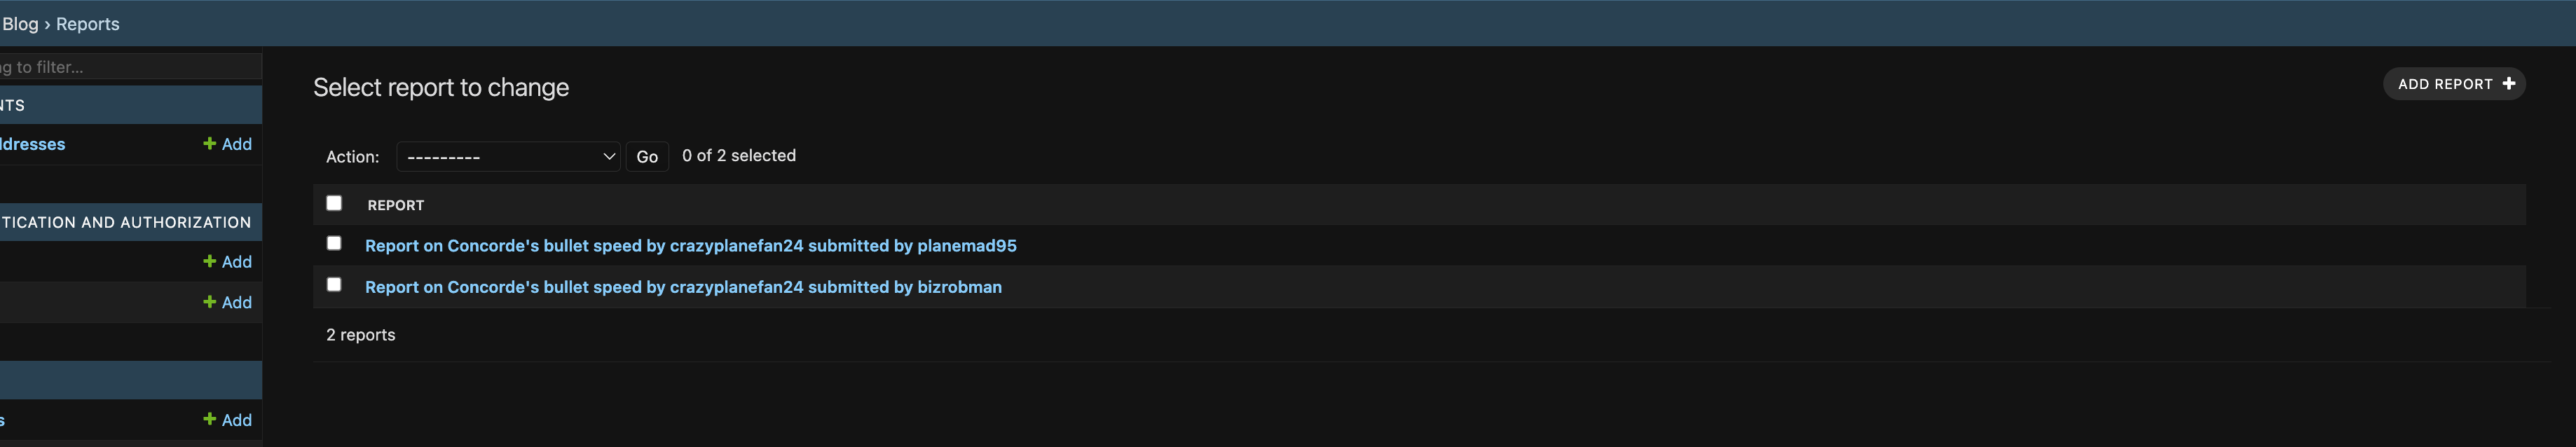 Blog › Reports
g to filter...
Select report to change
ADD REPORT +
NTS
ddresses + Add
Action: --------- Go 0 of 2 selected
REPORT
TICATION AND AUTHORIZATION
Report on Concorde's bullet speed by crazyplanefan24 submitted by planemad95
+ Add
Report on Concorde's bullet speed by crazyplanefan24 submitted by bizrobman
+ Add
2 reports
s + Add